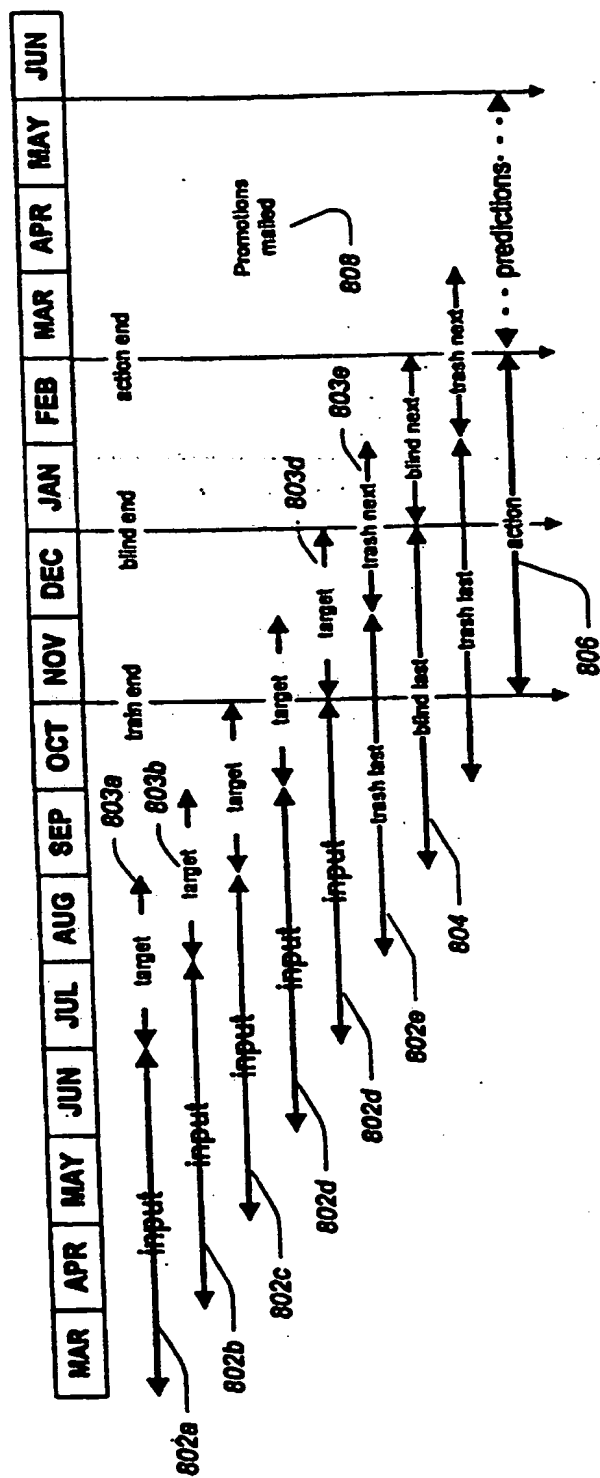 MAR APR MAY JUN JUL AUG SEP OCT NOV DEC JAN FEB MAR APR MAY JUN
train end blind end action end
802a input target 803a
802b input target 803b
802c input target
802d input target
802d input target 803d
802e trash last trash next 803e
804 blind last blind next
trash last trash next
806 action predictions
Promotions
mailed
808